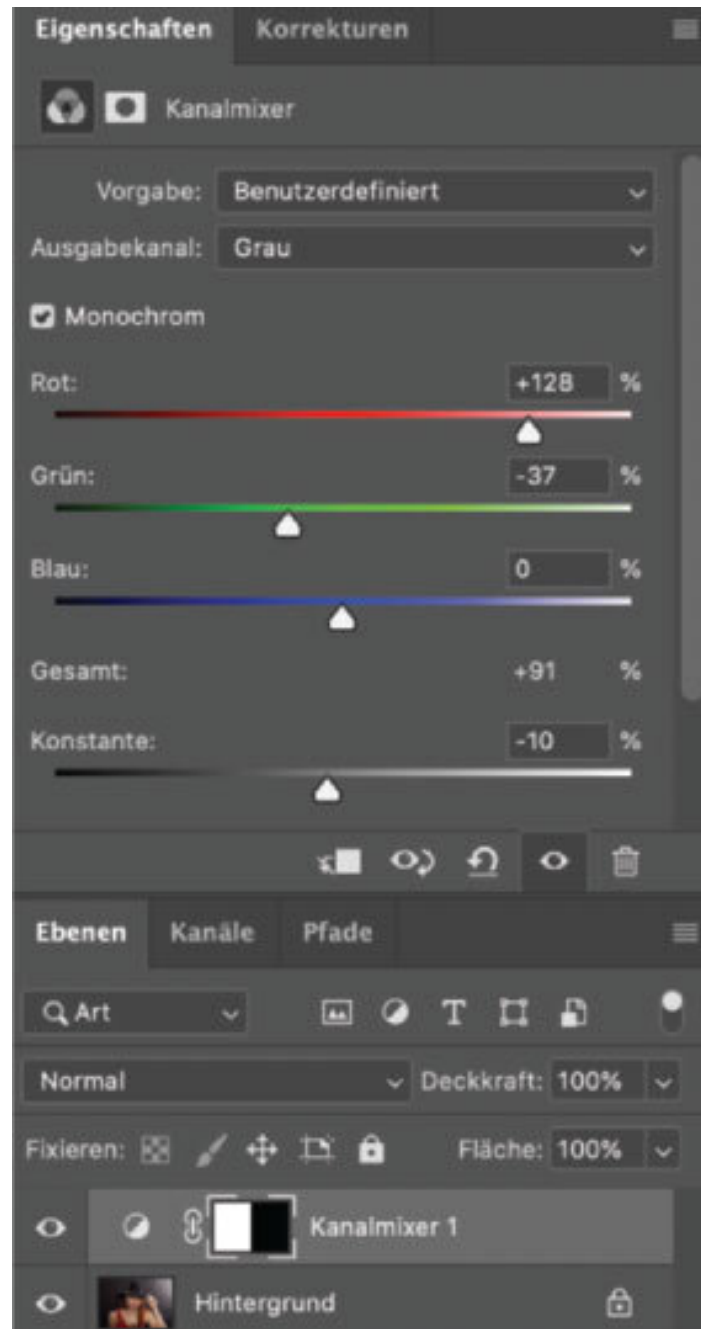 Eigenschaften Korrekturen
Kanalmixer
Vorgabe: Benutzerdefiniert
Ausgabekanal: Grau
Monochrom
Rot: +128 %
Grün: -37 %
Blau: 0 %
Gesamt: +91 %
Konstante: -10 %
Ebenen Kanäle Pfade
Art
Normal Deckkraft: 100%
Fixieren: Fläche: 100%
Kanalmixer 1
Hintergrund